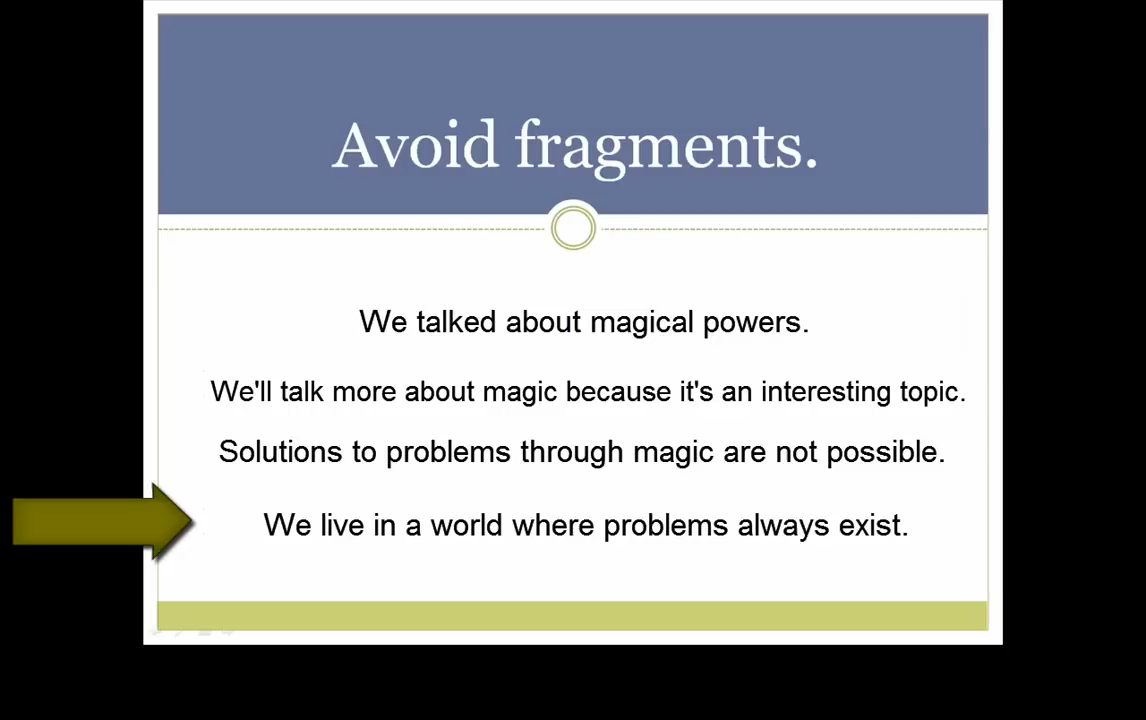 Avoid fragments.
We talked about magical powers.
We'll talk more about magic because it's an interesting topic.
Solutions to problems through magic are not possible.
We live in a world where problems always exist.